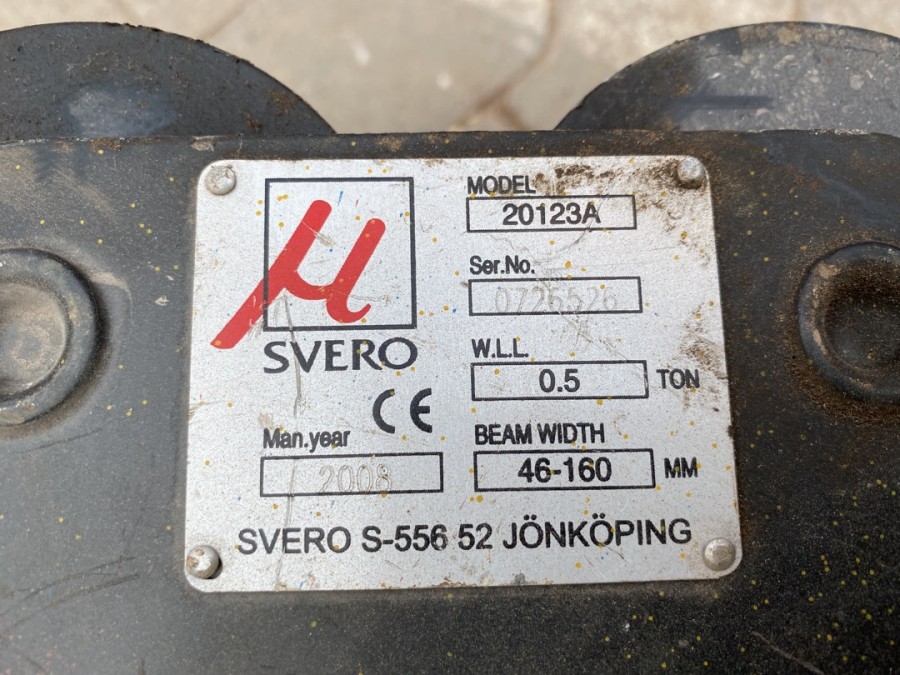 µ
SVERO
CE
Man.year
2008
MODEL
20123A
Ser.No.
0726526
W.L.L.
0.5 TON
BEAM WIDTH
46-160 MM
SVERO S-556 52 JÖNKÖPING